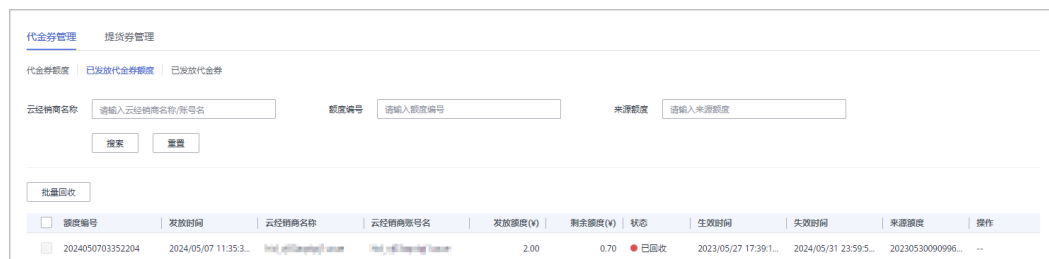 代金券管理 提货券管理
代金券额度 已发放代金券额度 已发放代金券
云经销商名称 请输入云经销商名称/账号名 额度编号 请输入额度编号 来源额度 请输入来源额度
搜索 重置
批量回收
额度编号 发放时间 云经销商名称 云经销商账号名 发放额度(¥) 剩余额度(¥) 状态 生效时间 失效时间 来源额度 操作
2024050703352204 2024/05/07 11:35:3... 2.00 0.70 已回收 2023/05/27 17:39:1... 2024/05/31 23:59:5... 20230530090996... --